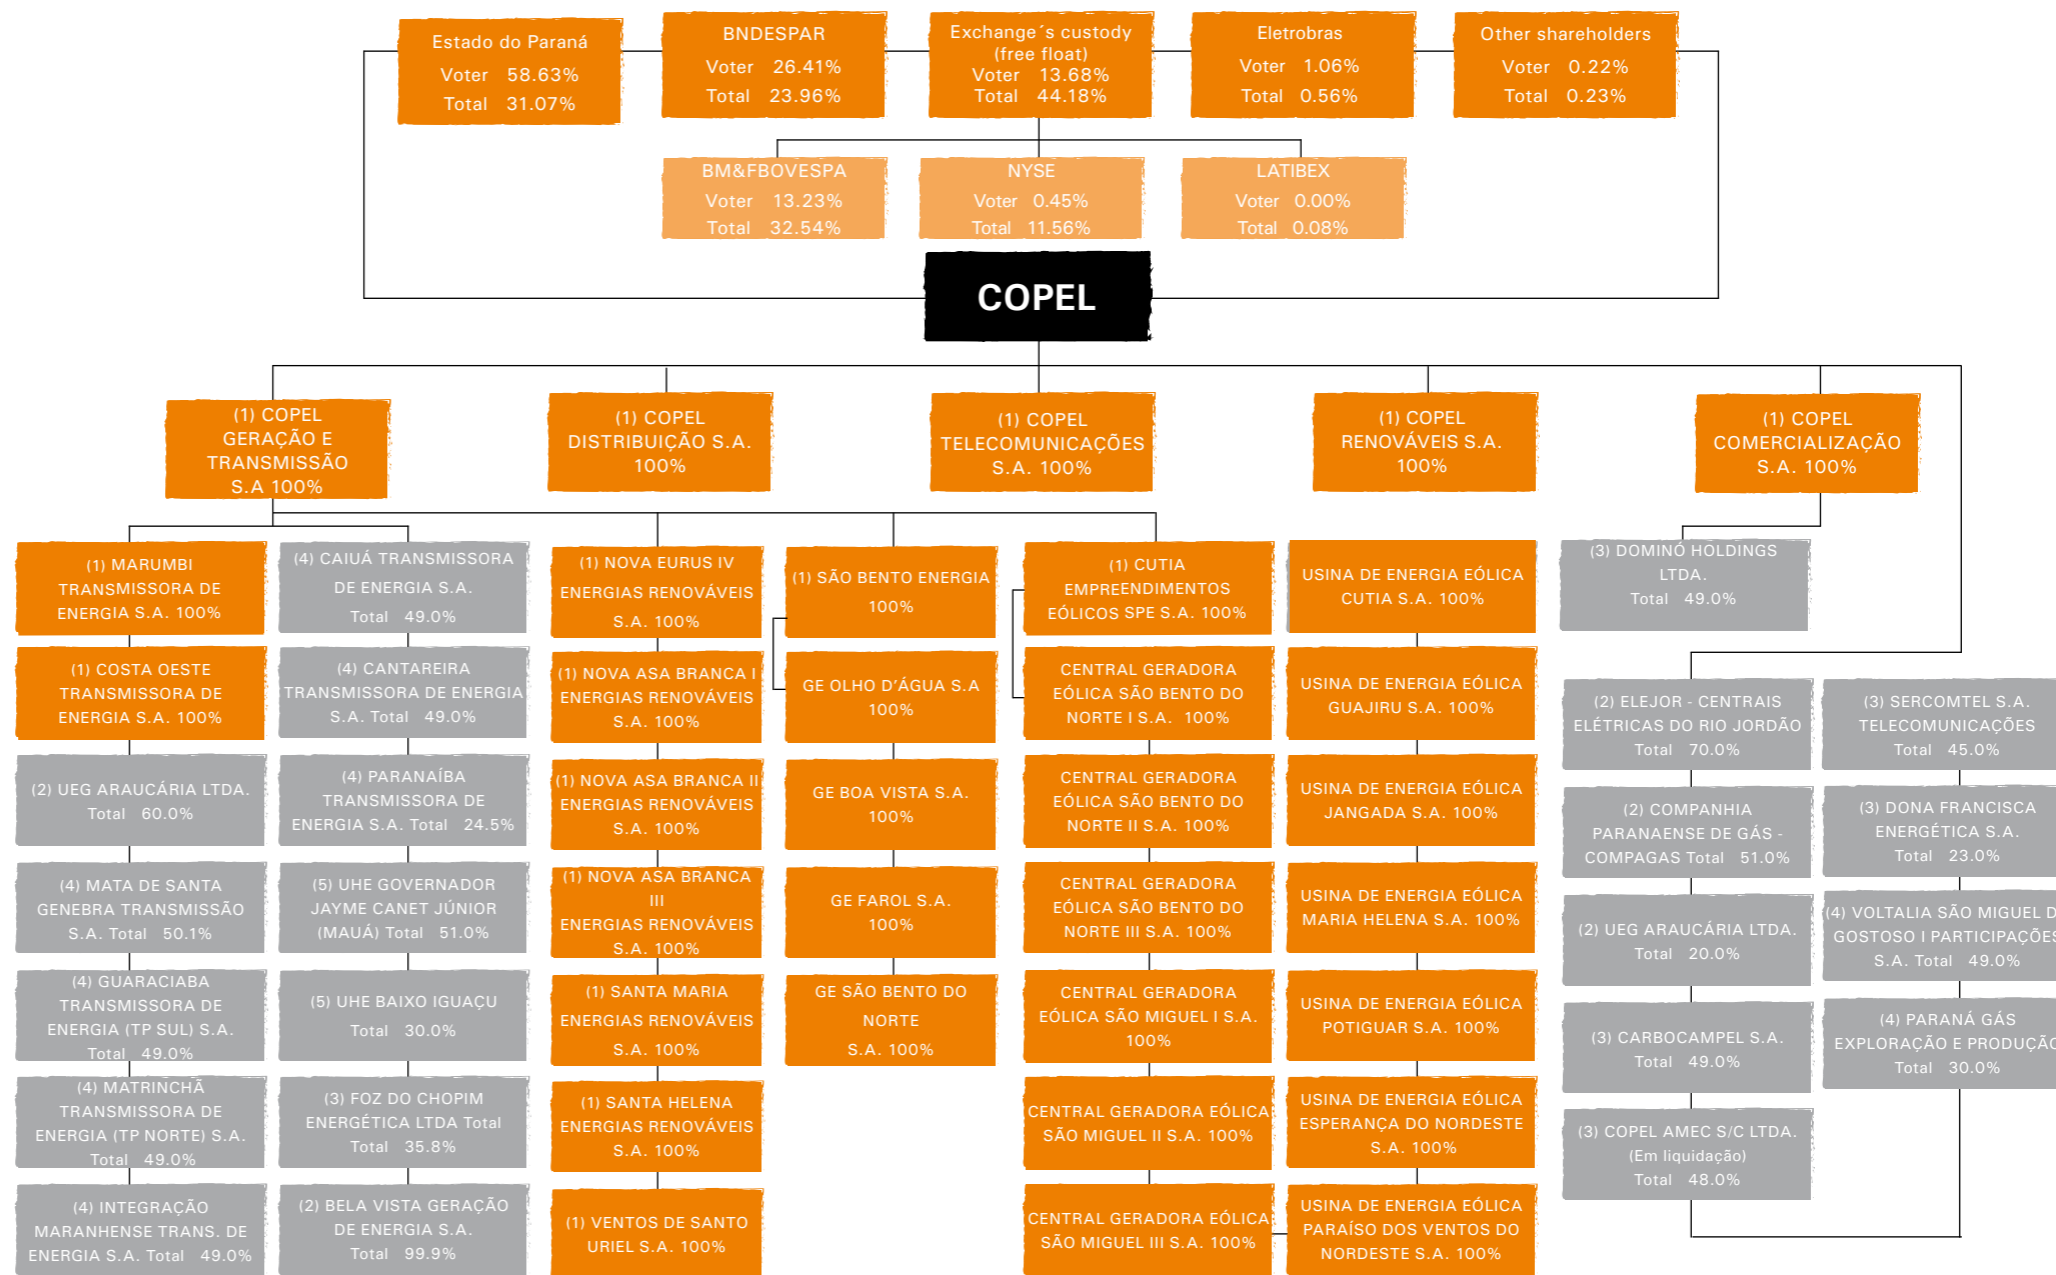 Estado do Paraná
Voter 58.63%
Total 31.07%
BNDESPAR
Voter 26.41%
Total 23.96%
Exchange´s custody
(free float)
Voter 13.68%
Total 44.18%
Eletrobras
Voter 1.06%
Total 0.56%
Other shareholders
Voter 0.22%
Total 0.23%
BM&FBOVESPA
Voter 13.23%
Total 32.54%
NYSE
Voter 0.45%
Total 11.56%
LATIBEX
Voter 0.00%
Total 0.08%
COPEL
(1) COPEL
GERAÇÃO E
TRANSMISSÃO
S.A 100%
(1) COPEL
DISTRIBUIÇÃO S.A.
100%
(1) COPEL
TELECOMUNICAÇÕES
S.A. 100%
(1) COPEL
RENOVÁVEIS S.A.
100%
(1) COPEL
COMERCIALIZAÇÃO
S.A. 100%
(1) MARUMBI
TRANSMISSORA DE
ENERGIA S.A. 100%
(1) COSTA OESTE
TRANSMISSORA DE
ENERGIA S.A. 100%
(2) UEG ARAUCÁRIA LTDA.
Total 60.0%
(4) MATA DE SANTA
GENEBRA TRANSMISSÃO
S.A. Total 50.1%
(4) GUARACIABA
TRANSMISSORA DE
ENERGIA (TP SUL) S.A.
Total 49.0%
(4) MATRINCHÃ
TRANSMISSORA DE
ENERGIA (TP NORTE) S.A.
Total 49.0%
(4) INTEGRAÇÃO
MARANHENSE TRANS. DE
ENERGIA S.A. Total 49.0%
(4) CAIUÁ TRANSMISSORA
DE ENERGIA S.A.
Total 49.0%
(4) CANTAREIRA
TRANSMISSORA DE ENERGIA
S.A. Total 49.0%
(4) PARANAÍBA
TRANSMISSORA DE
ENERGIA S.A. Total 24.5%
(5) UHE GOVERNADOR
JAYME CANET JÚNIOR
(MAUÁ) Total 51.0%
(5) UHE BAIXO IGUAÇU
Total 30.0%
(3) FOZ DO CHOPIM
ENERGÉTICA LTDA Total
Total 35.8%
(2) BELA VISTA GERAÇÃO
DE ENERGIA S.A.
Total 99.9%
(1) NOVA EURUS IV
ENERGIAS RENOVÁVEIS
S.A. 100%
(1) NOVA ASA BRANCA I
ENERGIAS RENOVÁVEIS
S.A. 100%
(1) NOVA ASA BRANCA II
ENERGIAS RENOVÁVEIS
S.A. 100%
(1) NOVA ASA BRANCA
III
ENERGIAS RENOVÁVEIS
S.A. 100%
(1) SANTA MARIA
ENERGIAS RENOVÁVEIS
S.A. 100%
(1) SANTA HELENA
ENERGIAS RENOVÁVEIS
S.A. 100%
(1) VENTOS DE SANTO
URIEL S.A. 100%
(1) SÃO BENTO ENERGIA
100%
GE OLHO D'ÁGUA S.A
100%
GE BOA VISTA S.A.
100%
GE FAROL S.A.
100%
GE SÃO BENTO DO
NORTE
S.A. 100%
(1) CUTIA
EMPREENDIMENTOS
EÓLICOS SPE S.A. 100%
CENTRAL GERADORA
EÓLICA SÃO BENTO DO
NORTE I S.A. 100%
CENTRAL GERADORA
EÓLICA SÃO BENTO DO
NORTE II S.A. 100%
CENTRAL GERADORA
EÓLICA SÃO BENTO DO
NORTE III S.A. 100%
CENTRAL GERADORA
EÓLICA SÃO MIGUEL I S.A.
100%
CENTRAL GERADORA EÓLICA
SÃO MIGUEL II S.A. 100%
CENTRAL GERADORA EÓLICA
SÃO MIGUEL III S.A. 100%
USINA DE ENERGIA EÓLICA
CUTIA S.A. 100%
USINA DE ENERGIA EÓLICA
GUAJIRU S.A. 100%
USINA DE ENERGIA EÓLICA
JANGADA S.A. 100%
USINA DE ENERGIA EÓLICA
MARIA HELENA S.A. 100%
USINA DE ENERGIA EÓLICA
POTIGUAR S.A. 100%
USINA DE ENERGIA EÓLICA
ESPERANÇA DO NORDESTE
S.A. 100%
USINA DE ENERGIA EÓLICA
PARAÍSO DOS VENTOS DO
NORDESTE S.A. 100%
(3) DOMINÓ HOLDINGS
LTDA.
Total 49.0%
(2) ELEJOR - CENTRAIS
ELÉTRICAS DO RIO JORDÃO
Total 70.0%
(2) COMPANHIA
PARANAENSE DE GÁS -
COMPAGAS Total 51.0%
(2) UEG ARAUCÁRIA LTDA.
Total 20.0%
(3) CARBOCAMPEL S.A.
Total 49.0%
(3) COPEL AMEC S/C LTDA.
(Em liquidação)
Total 48.0%
(3) SERCOMTEL S.A.
TELECOMUNICAÇÕES
Total 45.0%
(3) DONA FRANCISCA
ENERGÉTICA S.A.
Total 23.0%
(4) VOLTALIA SÃO MIGUEL D
GOSTOSO I PARTICIPAÇÕES
S.A. Total 49.0%
(4) PARANÁ GÁS
EXPLORAÇÃO E PRODUÇÃO
Total 30.0%